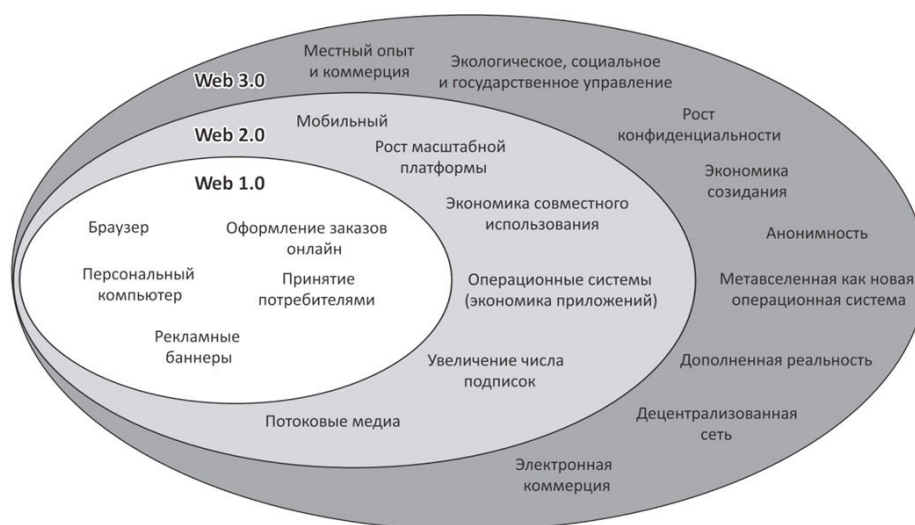 Web 3.0
Местный опыт
и коммерция
Экологическое, социальное
и государственное управление
Рост
конфиденциальности
Экономика
созидания
Анонимность
Метавселенная как новая
операционная система
Дополненная реальность
Децентрализованная
сеть
Электронная
коммерция
Web 2.0
Мобильный
Рост масштабной
платформы
Экономика совместного
использования
Операционные системы
(экономика приложений)
Увеличение числа
подписок
Потоковые медиа
Web 1.0
Браузер
Оформление заказов
онлайн
Персональный
компьютер
Принятие
потребителями
Рекламные
баннеры